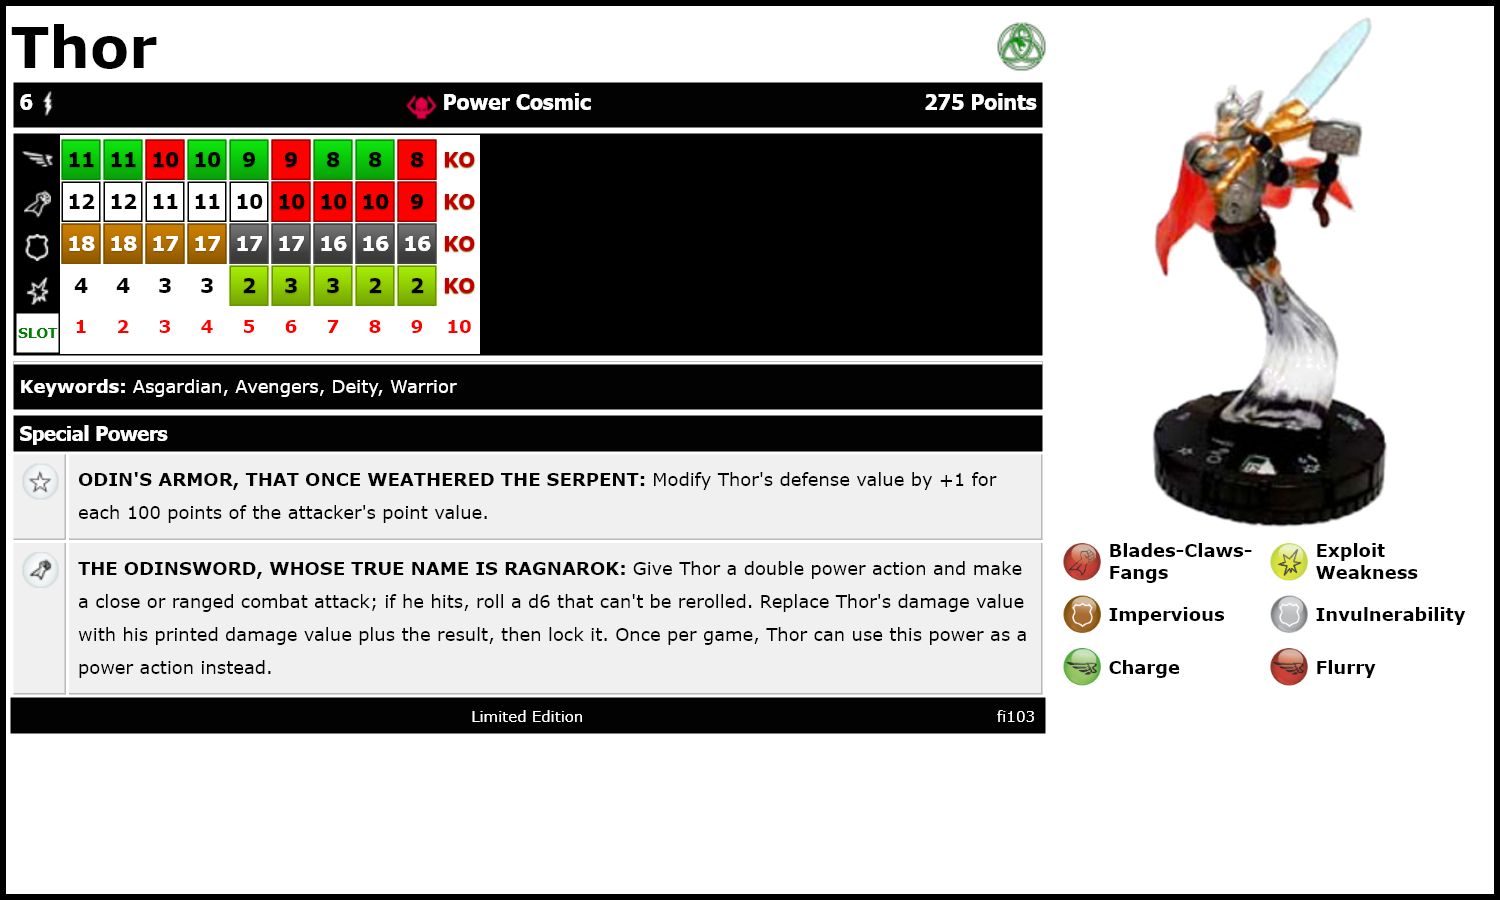 Thor
6 Power Cosmic 275 Points
11 11 10 10 9 9 8 8 8 KO
12 12 11 11 10 10 10 10 9 KO
18 18 17 17 17 17 16 16 16 KO
4 4 3 3 2 3 3 2 2 KO
SLOT 1 2 3 4 5 6 7 8 9 10
Keywords: Asgardian, Avengers, Deity, Warrior
Special Powers
ODIN'S ARMOR, THAT ONCE WEATHERED THE SERPENT: Modify Thor's defense value by +1 for
each 100 points of the attacker's point value.
THE ODINSWORD, WHOSE TRUE NAME IS RAGNAROK: Give Thor a double power action and make
a close or ranged combat attack; if he hits, roll a d6 that can't be rerolled. Replace Thor's damage value
with his printed damage value plus the result, then lock it. Once per game, Thor can use this power as a
power action instead.
Limited Edition fi103
Blades-Claws-
Fangs
Exploit
Weakness
Impervious
Invulnerability
Charge
Flurry